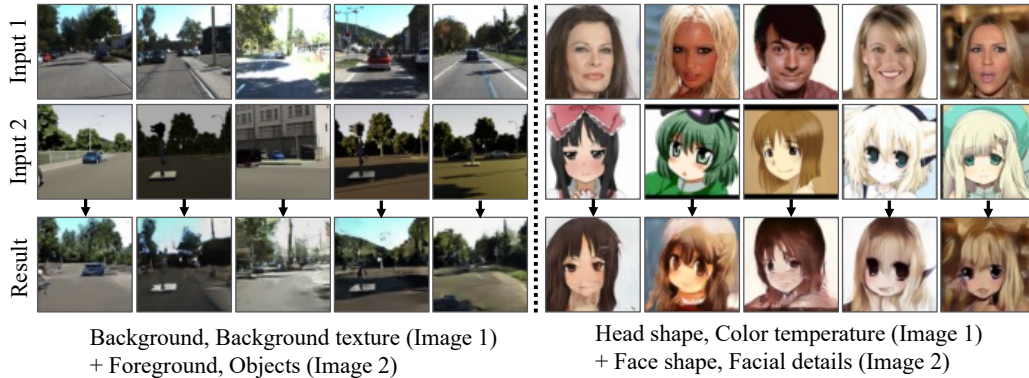 Input 1
Input 2
Result
Background, Background texture (Image 1)
+ Foreground, Objects (Image 2)
Head shape, Color temperature (Image 1)
+ Face shape, Facial details (Image 2)